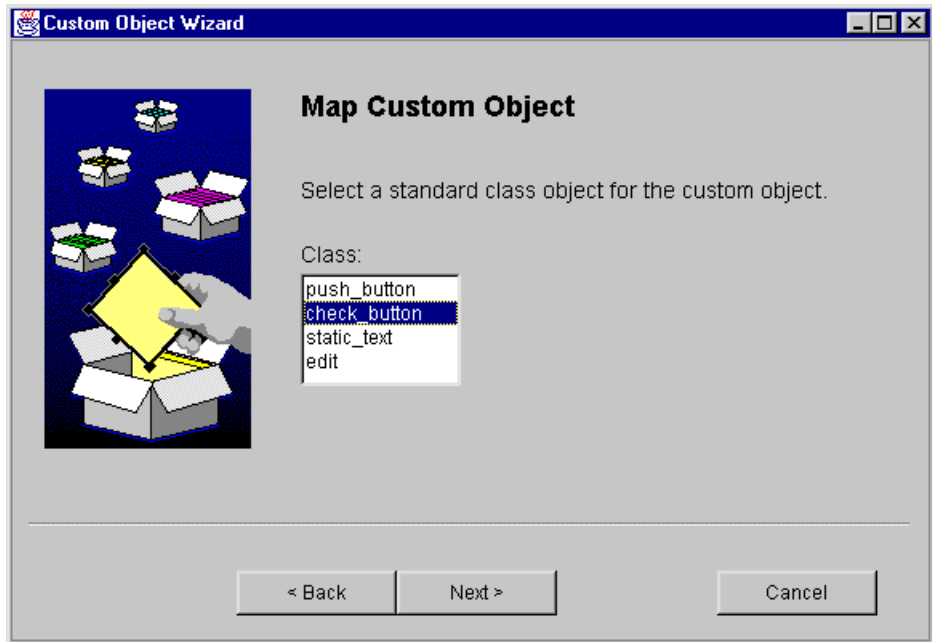 Custom Object Wizard
Map Custom Object
Select a standard class object for the custom object.
Class:
push_button
check_button
static_text
edit
< Back
Next >
Cancel